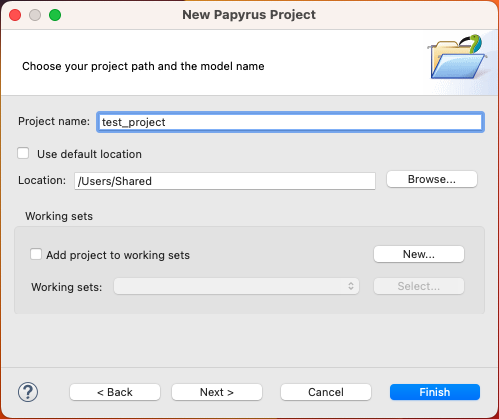 New Papyrus Project
Choose your project path and the model name
Project name: test_project
Use default location
Location: /Users/Shared Browse...
Working sets
Add project to working sets New...
Working sets: Select...
? < Back Next > Cancel Finish